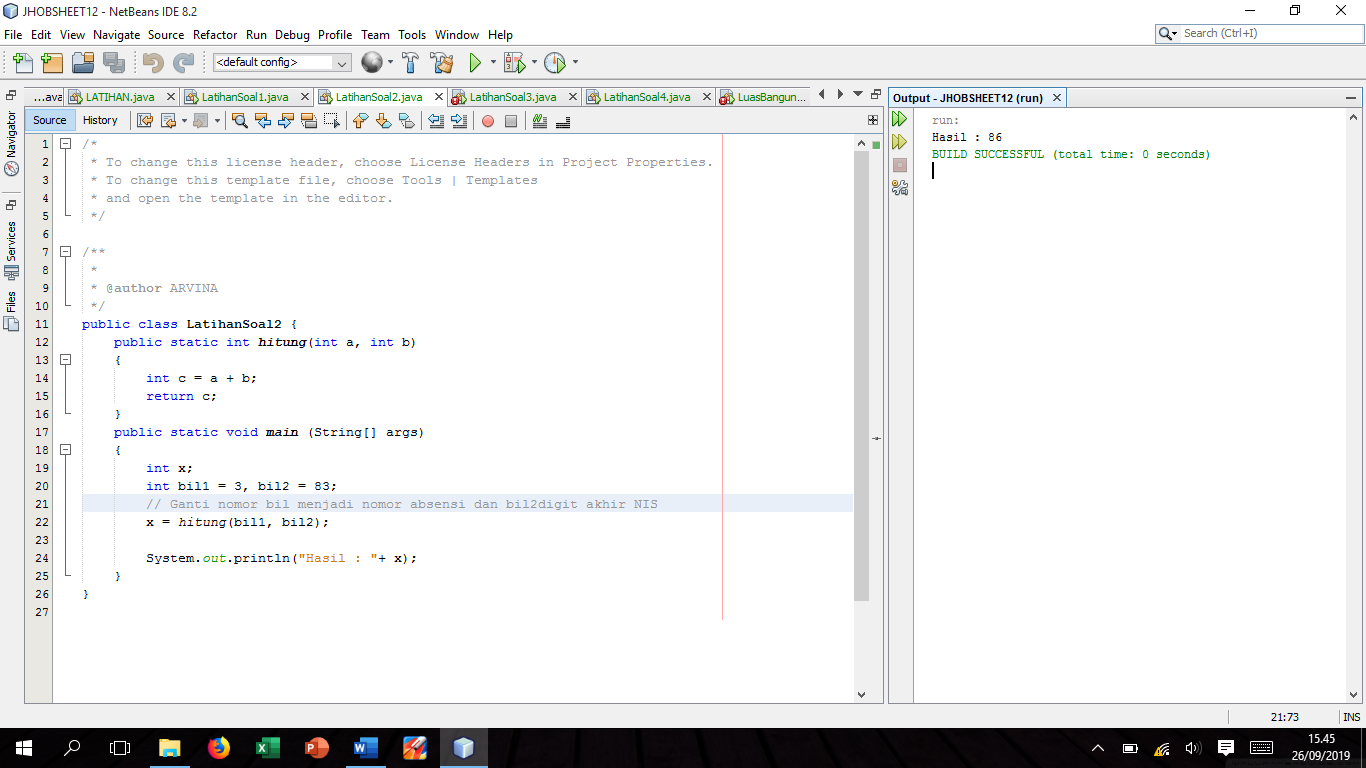 JHOBSHEET12 - NetBeans IDE 8.2
File Edit View Navigate Source Refactor Run Debug Profile Team Tools Window Help
Search (Ctrl+I)
<default config>
...ava LATIHAN.java LatihanSoal1.java LatihanSoal2.java LatihanSoal3.java LatihanSoal4.java LuasBangun...
Source History
Navigator
Services
Files
1 /*
2 * To change this license header, choose License Headers in Project Properties.
3 * To change this template file, choose Tools | Templates
4 * and open the template in the editor.
5 */
6
7 /**
8 *
9 * @author ARVINA
10 */
11 public class LatihanSoal2 {
12 public static int hitung(int a, int b)
13 {
14 int c = a + b;
15 return c;
16 }
17 public static void main (String[] args)
18 {
19 int x;
20 int bil1 = 3, bil2 = 83;
21 // Ganti nomor bil menjadi nomor absensi dan bil2digit akhir NIS
22 x = hitung(bil1, bil2);
23
24 System.out.println("Hasil : "+ x);
25 }
26 }
27
Output - JHOBSHEET12 (run)
run:
Hasil : 86
BUILD SUCCESSFUL (total time: 0 seconds)
21:73 INS
15.45
26/09/2019